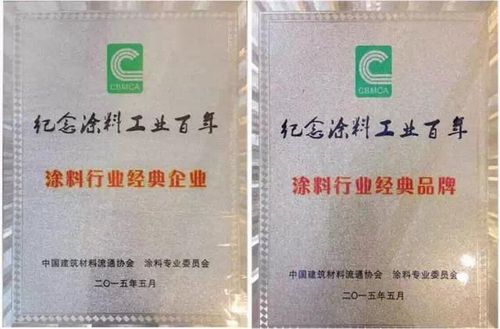 CBMCA
纪念涂料工业百年
涂料行业经典企业
中国建筑材料流通协会 涂料专业委员会
二〇一五年五月
CBMCA
纪念涂料工业百年
涂料行业经典品牌
中国建筑材料流通协会 涂料专业委员会
二〇一五年五月